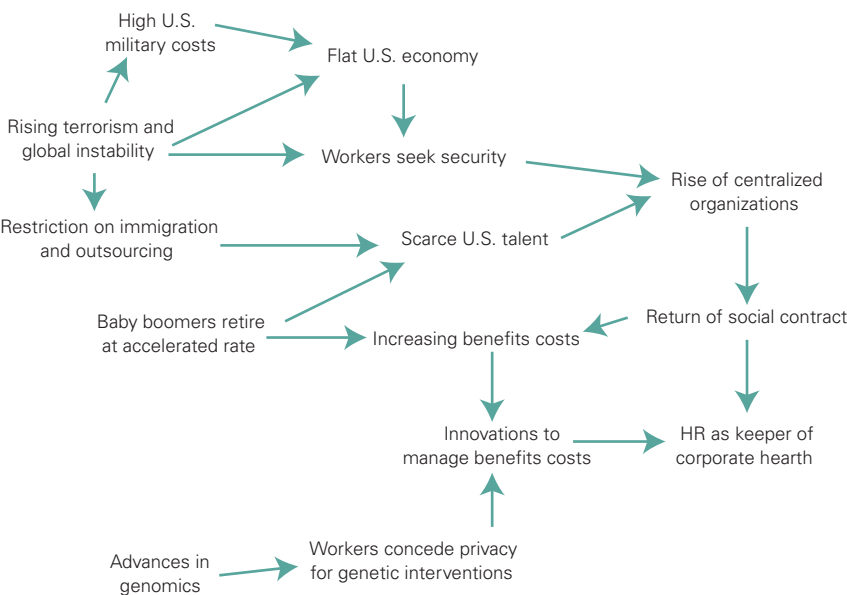 High U.S.
military costs
Flat U.S. economy
Rising terrorism and
global instability
Workers seek security
Rise of centralized
organizations
Restriction on immigration
and outsourcing
Scarce U.S. talent
Baby boomers retire
at accelerated rate
Increasing benefits costs
Return of social contract
Innovations to
manage benefits costs
HR as keeper of
corporate hearth
Advances in
genomics
Workers concede privacy
for genetic interventions